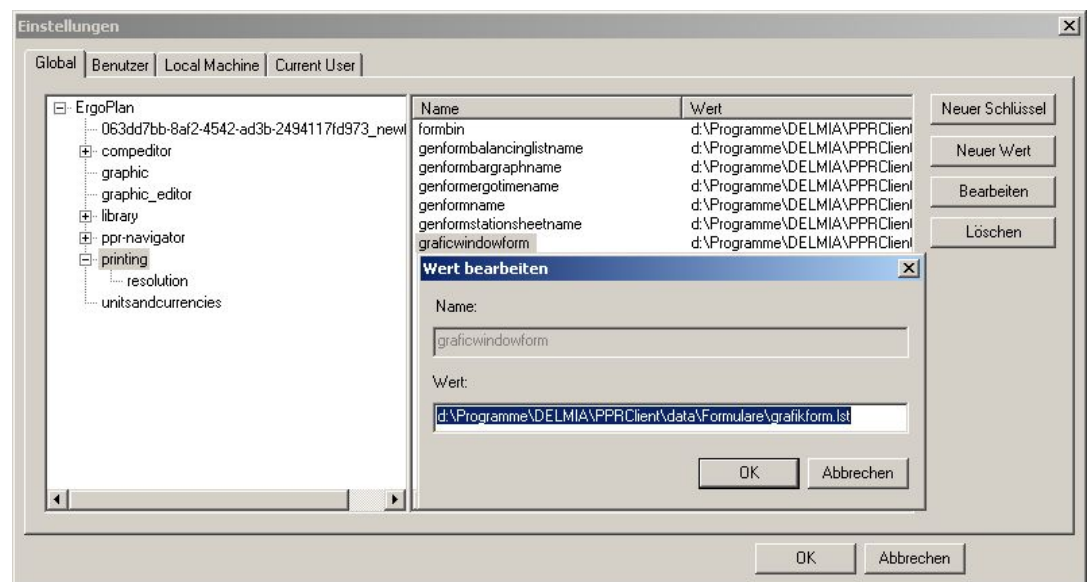 Einstellungen
Global
Benutzer
Local Machine
Current User
ErgoPlan
063dd7bb-8af2-4542-ad3b-2494117fd973_newl
compeditor
graphic
graphic_editor
library
ppr-navigator
printing
resolution
unitsandcurrencies
Name Wert
formbin d:\Programme\DELMIA\PPRClient
genformbalancinglistname d:\Programme\DELMIA\PPRClient
genformbargraphname d:\Programme\DELMIA\PPRClient
genformergotimename d:\Programme\DELMIA\PPRClient
genformname d:\Programme\DELMIA\PPRClient
genformstationsheetname d:\Programme\DELMIA\PPRClient
graficwindowform d:\Programme\DELMIA\PPRClient
Neuer Schlüssel
Neuer Wert
Bearbeiten
Löschen
Wert bearbeiten
Name:
graficwindowform
Wert:
d:\Programme\DELMIA\PPRClient\data\Formulare\grafikform.lst
OK Abbrechen
OK Abbrechen